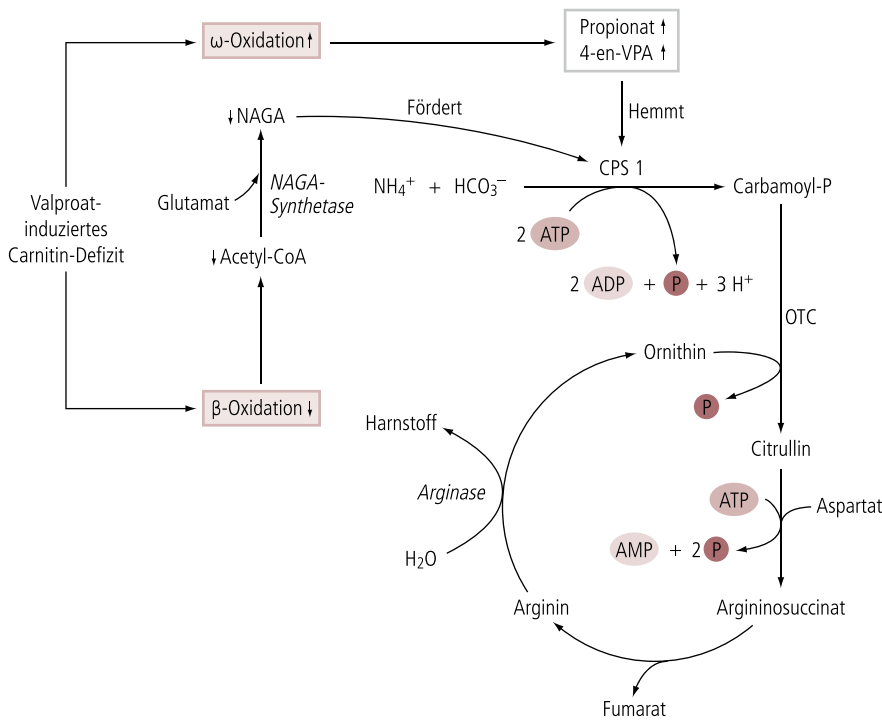 ω-Oxidation↑
Propionat ↑
4-en-VPA ↑
Hemmt
Fördert
↓NAGA
CPS 1
Glutamat
NAGA-
Synthetase
NH₄⁺ + HCO₃⁻
Carbamoyl-P
Valproat-
induziertes
Carnitin-Defizit
2 ATP
↓Acetyl-CoA
2 ADP + P + 3 H⁺
OTC
Ornithin
β-Oxidation↓
P
Harnstoff
Citrullin
Arginase
ATP
Aspartat
H₂O
AMP + 2 P
Arginin
Argininosuccinat
Fumarat